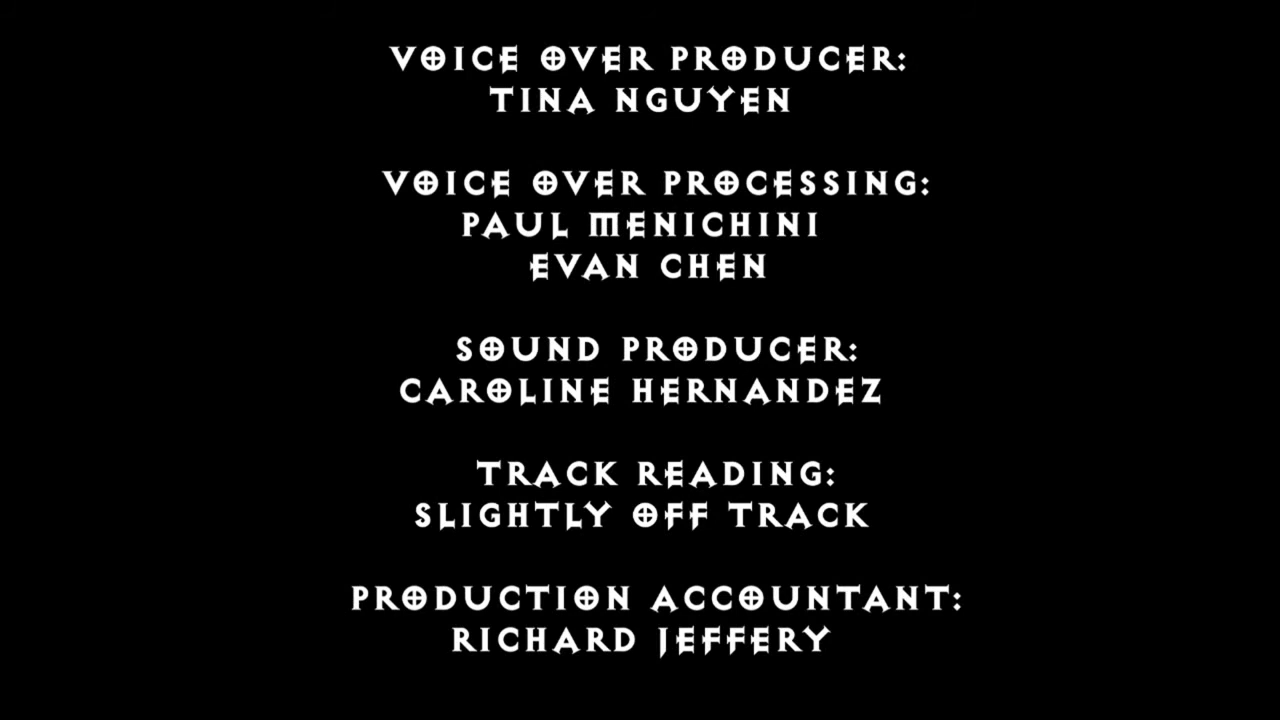 VOICE OVER PRODUCER:
TINA NGUYEN
VOICE OVER PROCESSING:
PAUL MENICHINI
EVAN CHEN
SOUND PRODUCER:
CAROLINE HERNANDEZ
TRACK READING:
SLIGHTLY OFF TRACK
PRODUCTION ACCOUNTANT:
RICHARD JEFFERY